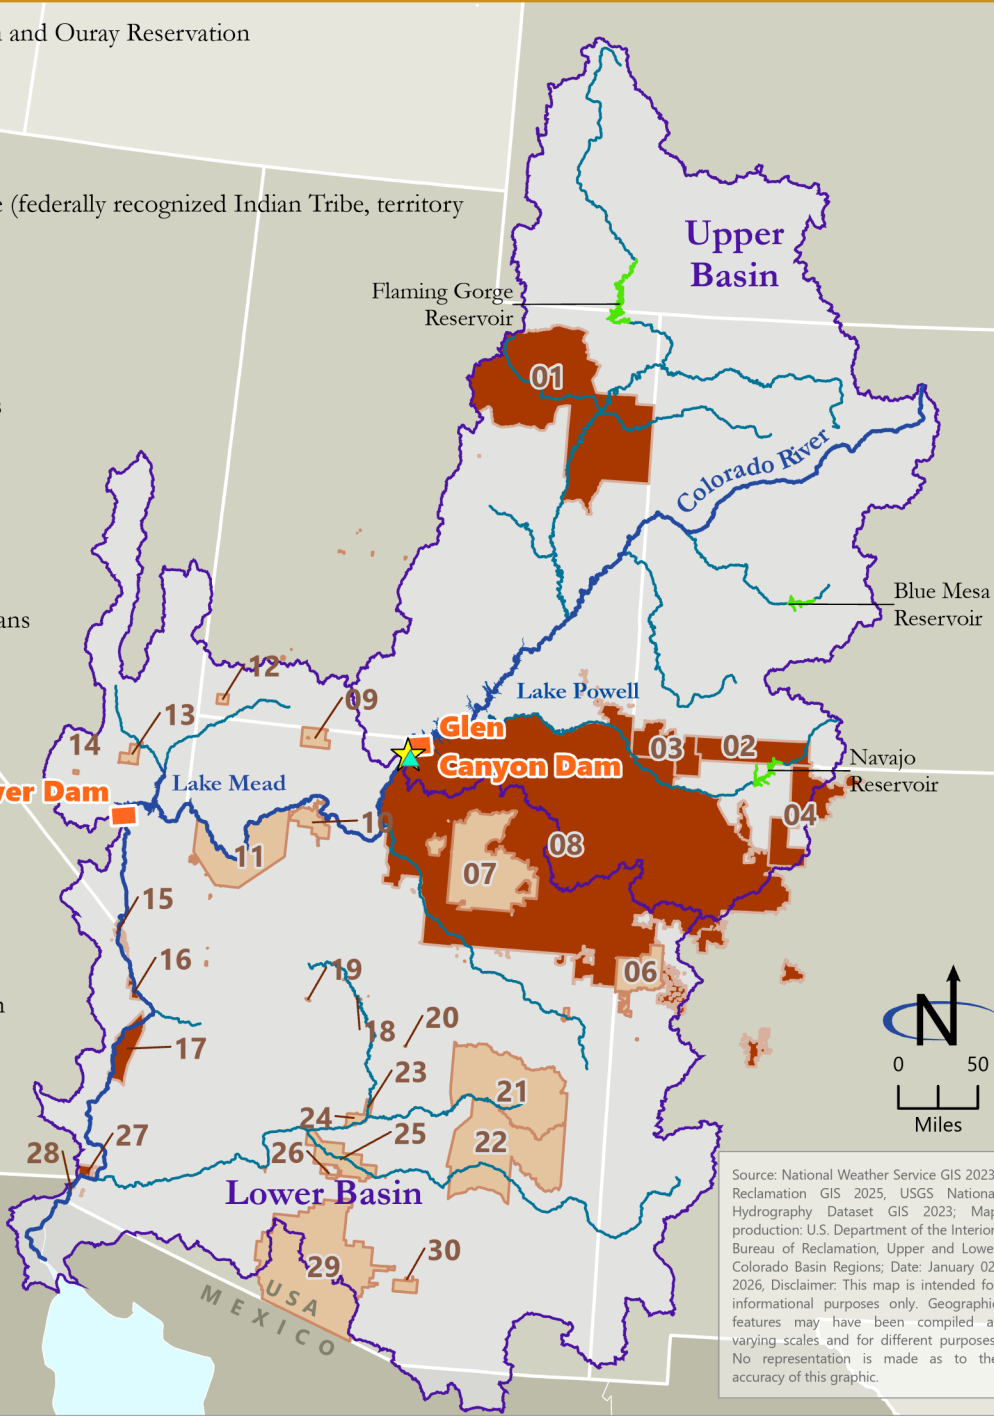 and Ouray Reservation
(federally recognized Indian Tribe, territory
Upper
Basin
Flaming Gorge
Reservoir
01
Colorado River
Blue Mesa
Reservoir
12
09
13
14
Lake Powell
Glen
Canyon Dam
03
02
Navajo
Reservoir
04
Lake Mead
ver Dam
10
11
08
07
15
16
06
19
18
20
17
23
21
24
25
22
27
28
26
Lower Basin
29
30
USA
MEXICO
N
0 50
Miles
Source: National Weather Service GIS 2023
Reclamation GIS 2025, USGS National
Hydrography Dataset GIS 2023; Map
production: U.S. Department of the Interior
Bureau of Reclamation, Upper and Lower
Colorado Basin Regions; Date: January 02
2026, Disclaimer: This map is intended fo
informational purposes only. Geographic
features may have been compiled a
varying scales and for different purposes
No representation is made as to the
accuracy of this graphic.